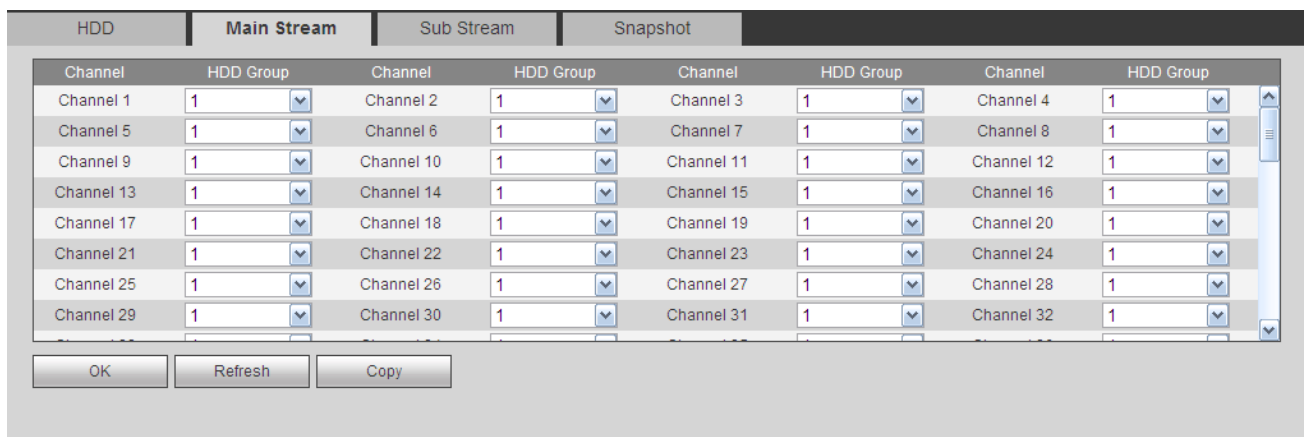 HDD Main Stream Sub Stream Snapshot
Channel HDD Group Channel HDD Group Channel HDD Group Channel HDD Group
Channel 1 1 Channel 2 1 Channel 3 1 Channel 4 1
Channel 5 1 Channel 6 1 Channel 7 1 Channel 8 1
Channel 9 1 Channel 10 1 Channel 11 1 Channel 12 1
Channel 13 1 Channel 14 1 Channel 15 1 Channel 16 1
Channel 17 1 Channel 18 1 Channel 19 1 Channel 20 1
Channel 21 1 Channel 22 1 Channel 23 1 Channel 24 1
Channel 25 1 Channel 26 1 Channel 27 1 Channel 28 1
Channel 29 1 Channel 30 1 Channel 31 1 Channel 32 1
OK Refresh Copy